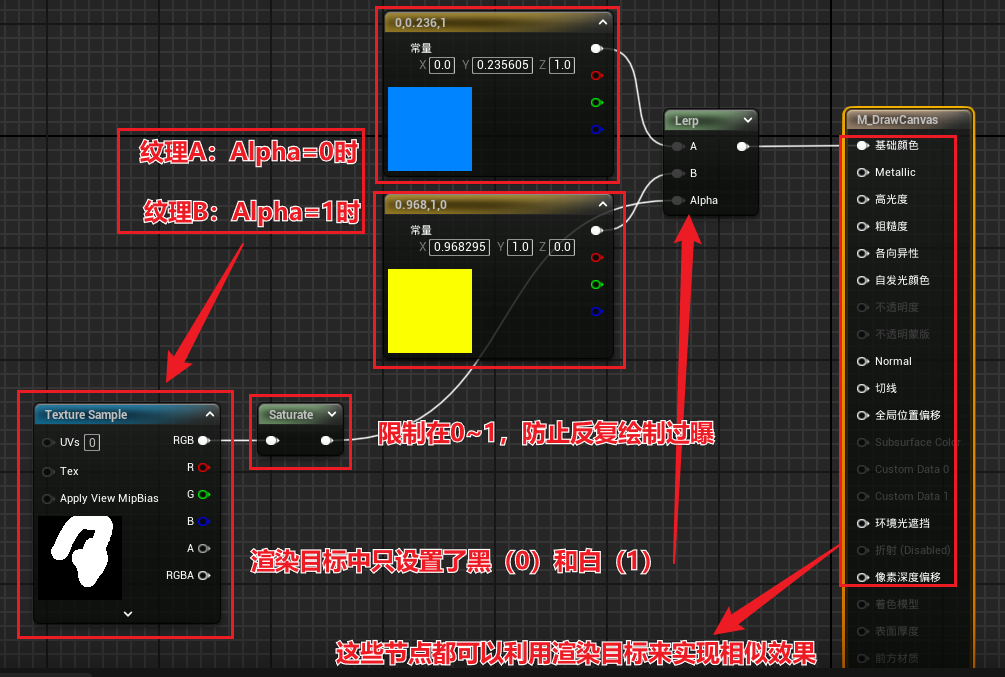 0,0.236,1
常量
X 0.0 Y 0.235605 Z 1.0
纹理A：Alpha=0时
纹理B：Alpha=1时
0.968,1,0
常量
X 0.968295 Y 1.0 Z 0.0
Lerp
A
B
Alpha
M_DrawCanvas
基础颜色
Metallic
高光度
粗糙度
各向异性
自发光颜色
不透明度
不透明蒙版
Normal
切线
全局位置偏移
Subsurface Color
Custom Data 0
Custom Data 1
环境光遮挡
折射 (Disabled)
像素深度偏移
着色模型
表面厚度
前方材质
Texture Sample
UVs 0
RGB
R
Tex
G
Apply View MipBias
B
A
RGBA
Saturate
限制在0~1，防止反复绘制过曝
渲染目标中只设置了黑（0）和白（1）
这些节点都可以利用渲染目标来实现相似效果